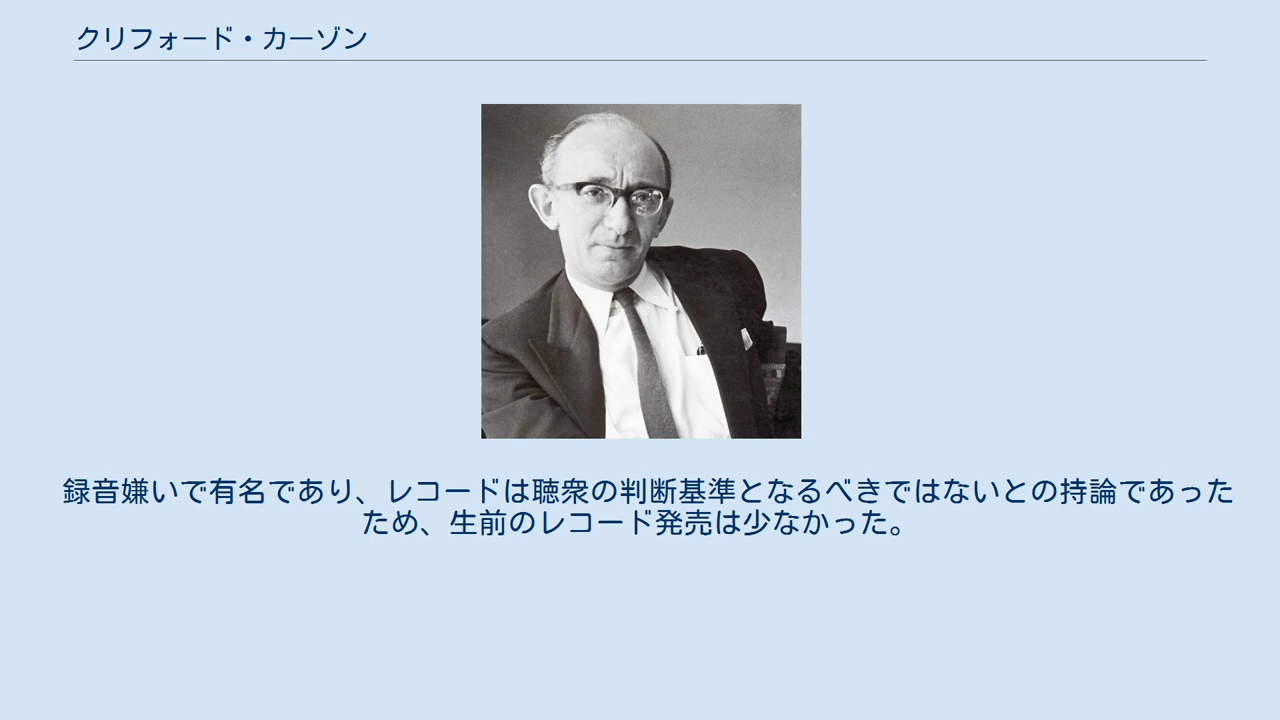 クリフォード・カーゾン
録音嫌いで有名であり、レコードは聴衆の判断基準となるべきではないとの持論であった
ため、生前のレコード発売は少なかった。